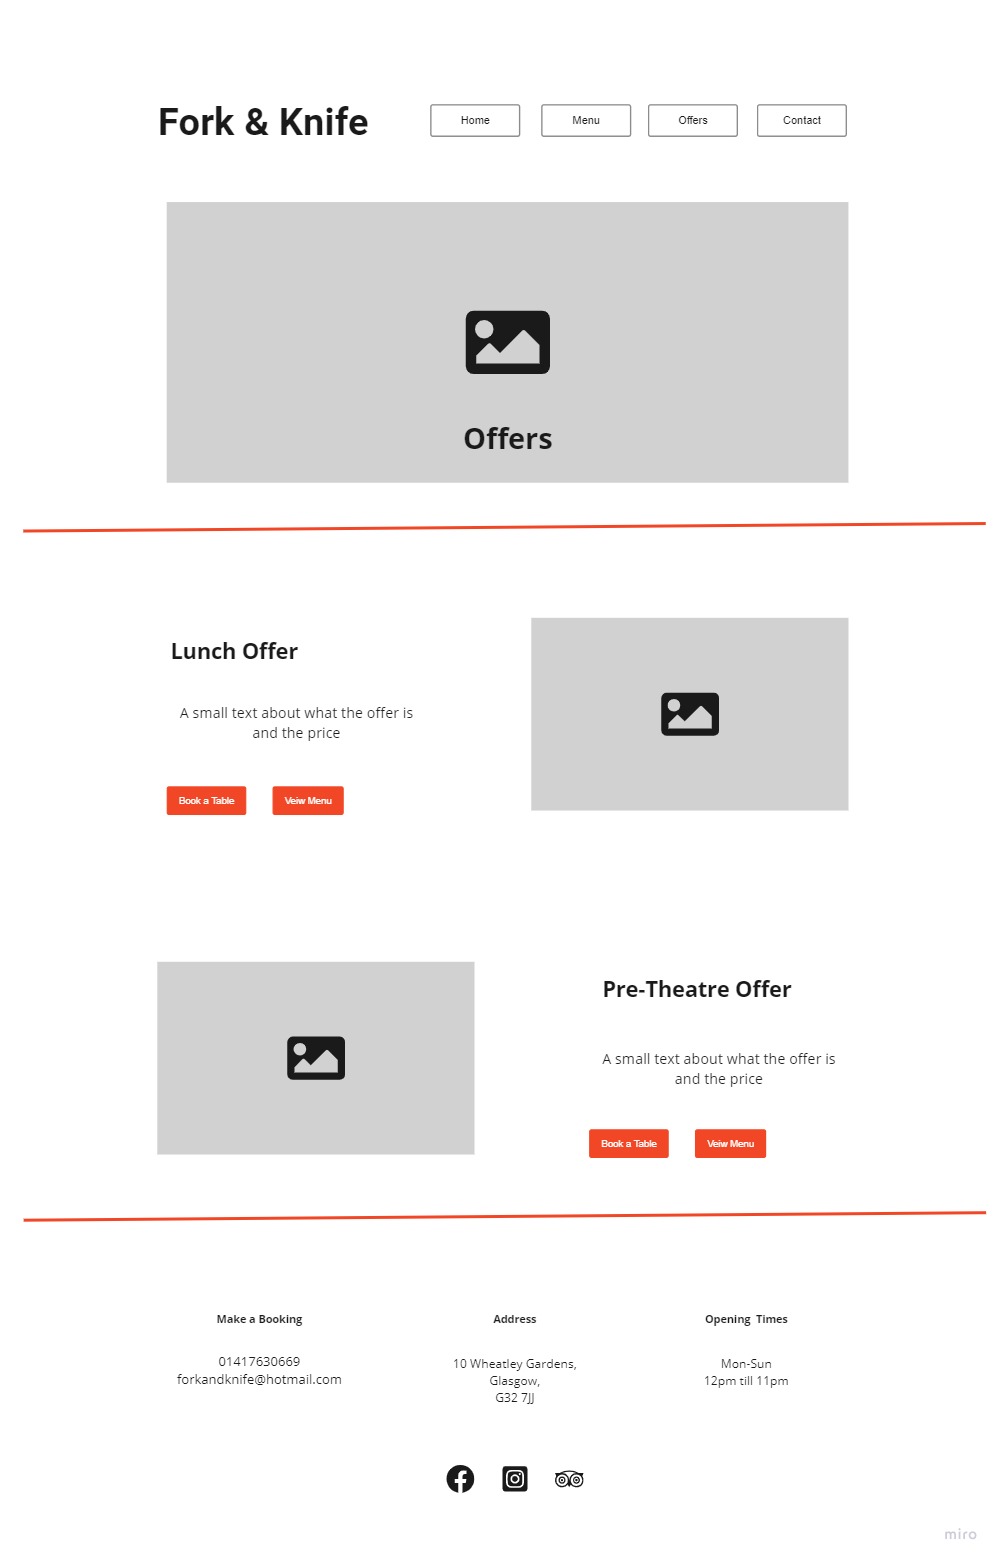 Fork & Knife
Home
Menu
Offers
Contact
Offers
Lunch Offer
A small text about what the offer is
and the price
Book a Table
Veiw Menu
Pre-Theatre Offer
A small text about what the offer is
and the price
Book a Table
Veiw Menu
Make a Booking
01417630669
forkandknife@hotmail.com
Address
10 Wheatley Gardens,
Glasgow,
G32 7JJ
Opening Times
Mon-Sun
12pm till 11pm
miro